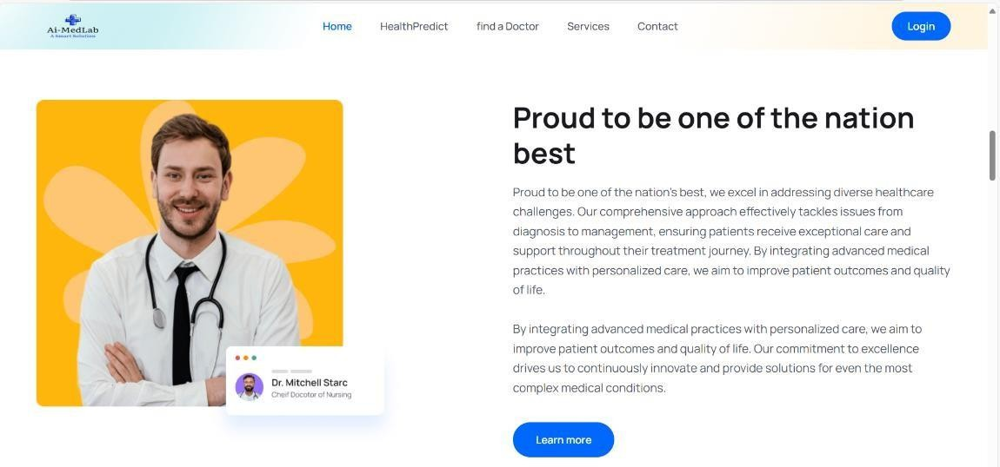 Ai-MedLab
A Smart Solution
Home
HealthPredict
find a Doctor
Services
Contact
Login
Proud to be one of the nation
best
Proud to be one of the nation's best, we excel in addressing diverse healthcare
challenges. Our comprehensive approach effectively tackles issues from
diagnosis to management, ensuring patients receive exceptional care and
support throughout their treatment journey. By integrating advanced medical
practices with personalized care, we aim to improve patient outcomes and quality
of life.
By integrating advanced medical practices with personalized care, we aim to
improve patient outcomes and quality of life. Our commitment to excellence
drives us to continuously innovate and provide solutions for even the most
complex medical conditions.
Learn more
Dr. Mitchell Starc
Cheif Docotor of Nursing